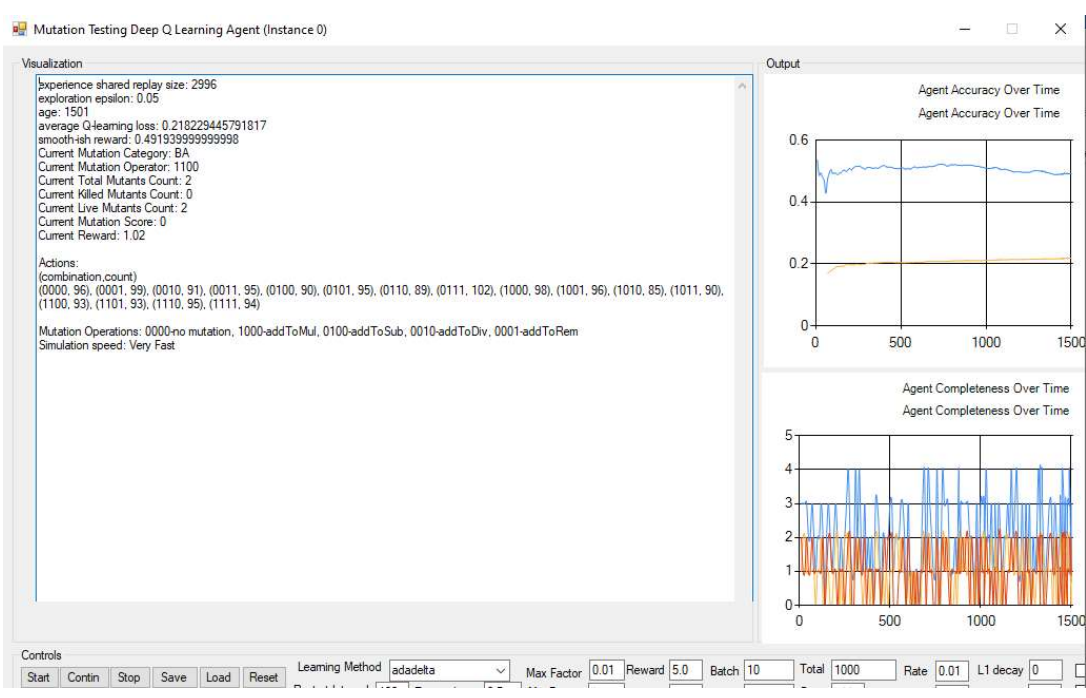 Mutation Testing Deep Q Learning Agent (Instance 0)
Visualization
experience shared replay size: 2996
exploration epsilon: 0.05
age: 1501
average Q-learning loss: 0.218229445791817
smooth-ish reward: 0.491939999999998
Current Mutation Category: BA
Current Mutation Operator: 1100
Current Total Mutants Count: 2
Current Killed Mutants Count: 0
Current Live Mutants Count: 2
Current Mutation Score: 0
Current Reward: 1.02
Actions:
(combination,count)
(0000, 96), (0001, 99), (0010, 91), (0011, 95), (0100, 90), (0101, 95), (0110, 89), (0111, 102), (1000, 98), (1001, 96), (1010, 85), (1011, 90),
(1100, 93), (1101, 93), (1110, 95), (1111, 94)
Mutation Operations: 0000-no mutation, 1000-addToMul, 0100-addToSub, 0010-addToDiv, 0001-addToRem
Simulation speed: Very Fast
Output
Agent Accuracy Over Time
Agent Accuracy Over Time
0.6
0.4
0.2
0
0 500 1000 1500
Agent Completeness Over Time
Agent Completeness Over Time
5
4
3
2
1
0
0 500 1000 1500
Controls
Start Contin Stop Save Load Reset
Learning Method adadelta Max Factor 0.01 Reward 5.0 Batch 10 Total 1000 Rate 0.01 L1 decay 0